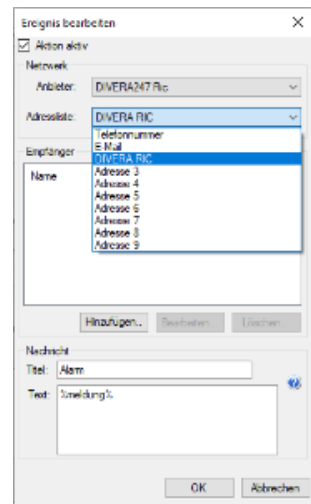 Ereignis bearbeiten
Aktion aktiv
Netzwerk
Anbieter: DIVERA247 Ric
Adressliste: DIVERA RIC
Telefonnummer
E-Mail
DIVERA RIC
Adresse 3
Adresse 4
Adresse 5
Adresse 6
Adresse 7
Adresse 8
Adresse 9
Empfänger
Name
Hinzufügen... Bearbeiten... Löschen...
Nachricht
Titel: Alarm
Text: %meldung%
OK Abbrechen